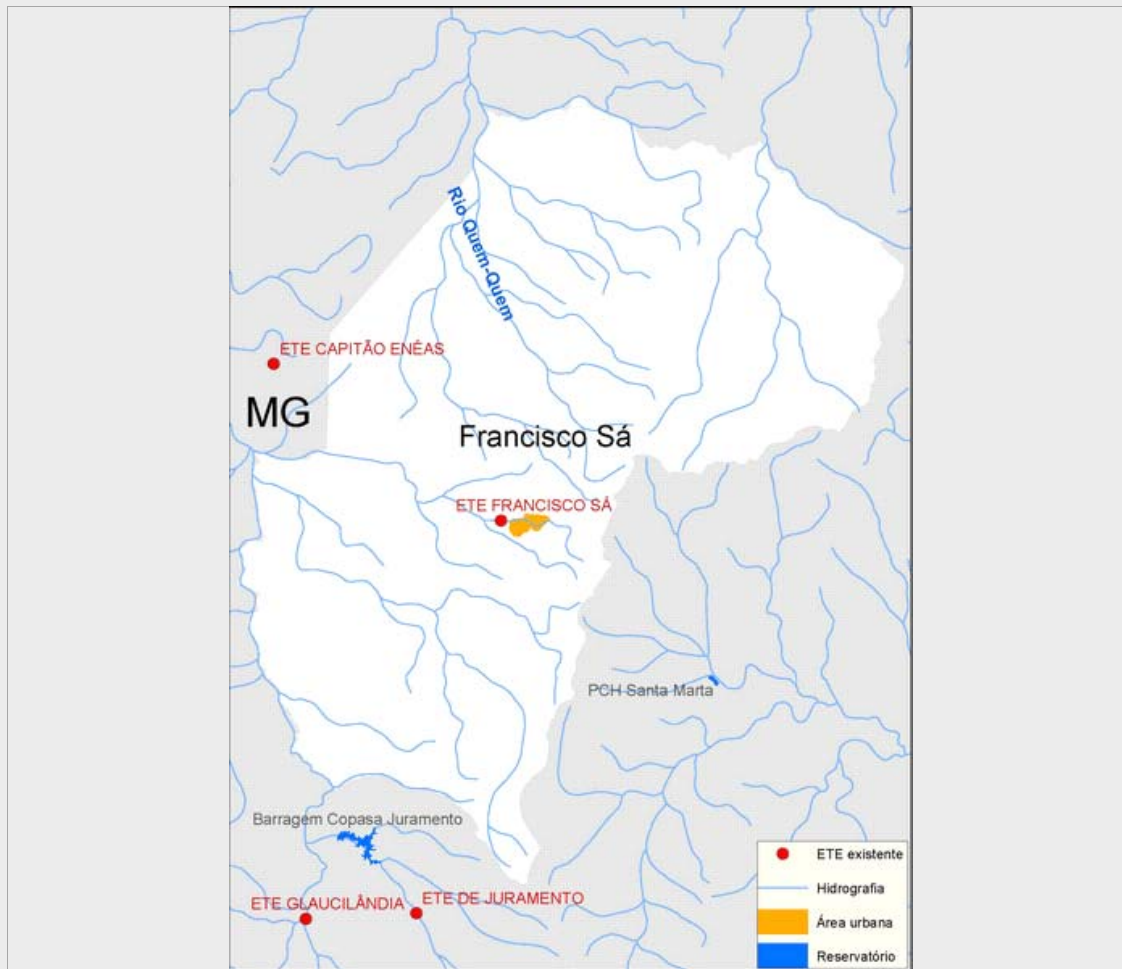 Rio Quem-Quem
ETE CAPITÃO ENÉAS
MG
Francisco Sá
ETE FRANCISCO SÁ
PCH Santa Marta
Barragem Copasa Juramento
ETE GLAUCILÂNDIA
ETE DE JURAMENTO
ETE existente
Hidrografia
Área urbana
Reservatório